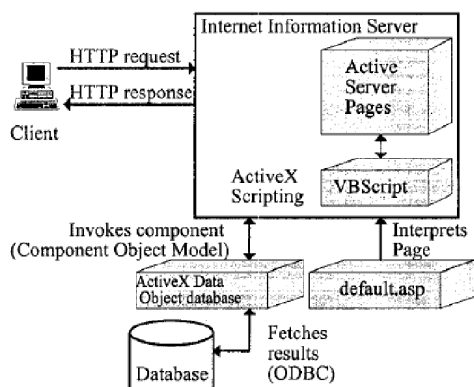 Internet Information Server
HTTP request
HTTP response
Client
Active
Server
Pages
ActiveX
Scripting
VBScript
Invokes component
(Component Object Model)
Interprets
Page
ActiveX Data
Object database
default.asp
Fetches
results
(ODBC)
Database